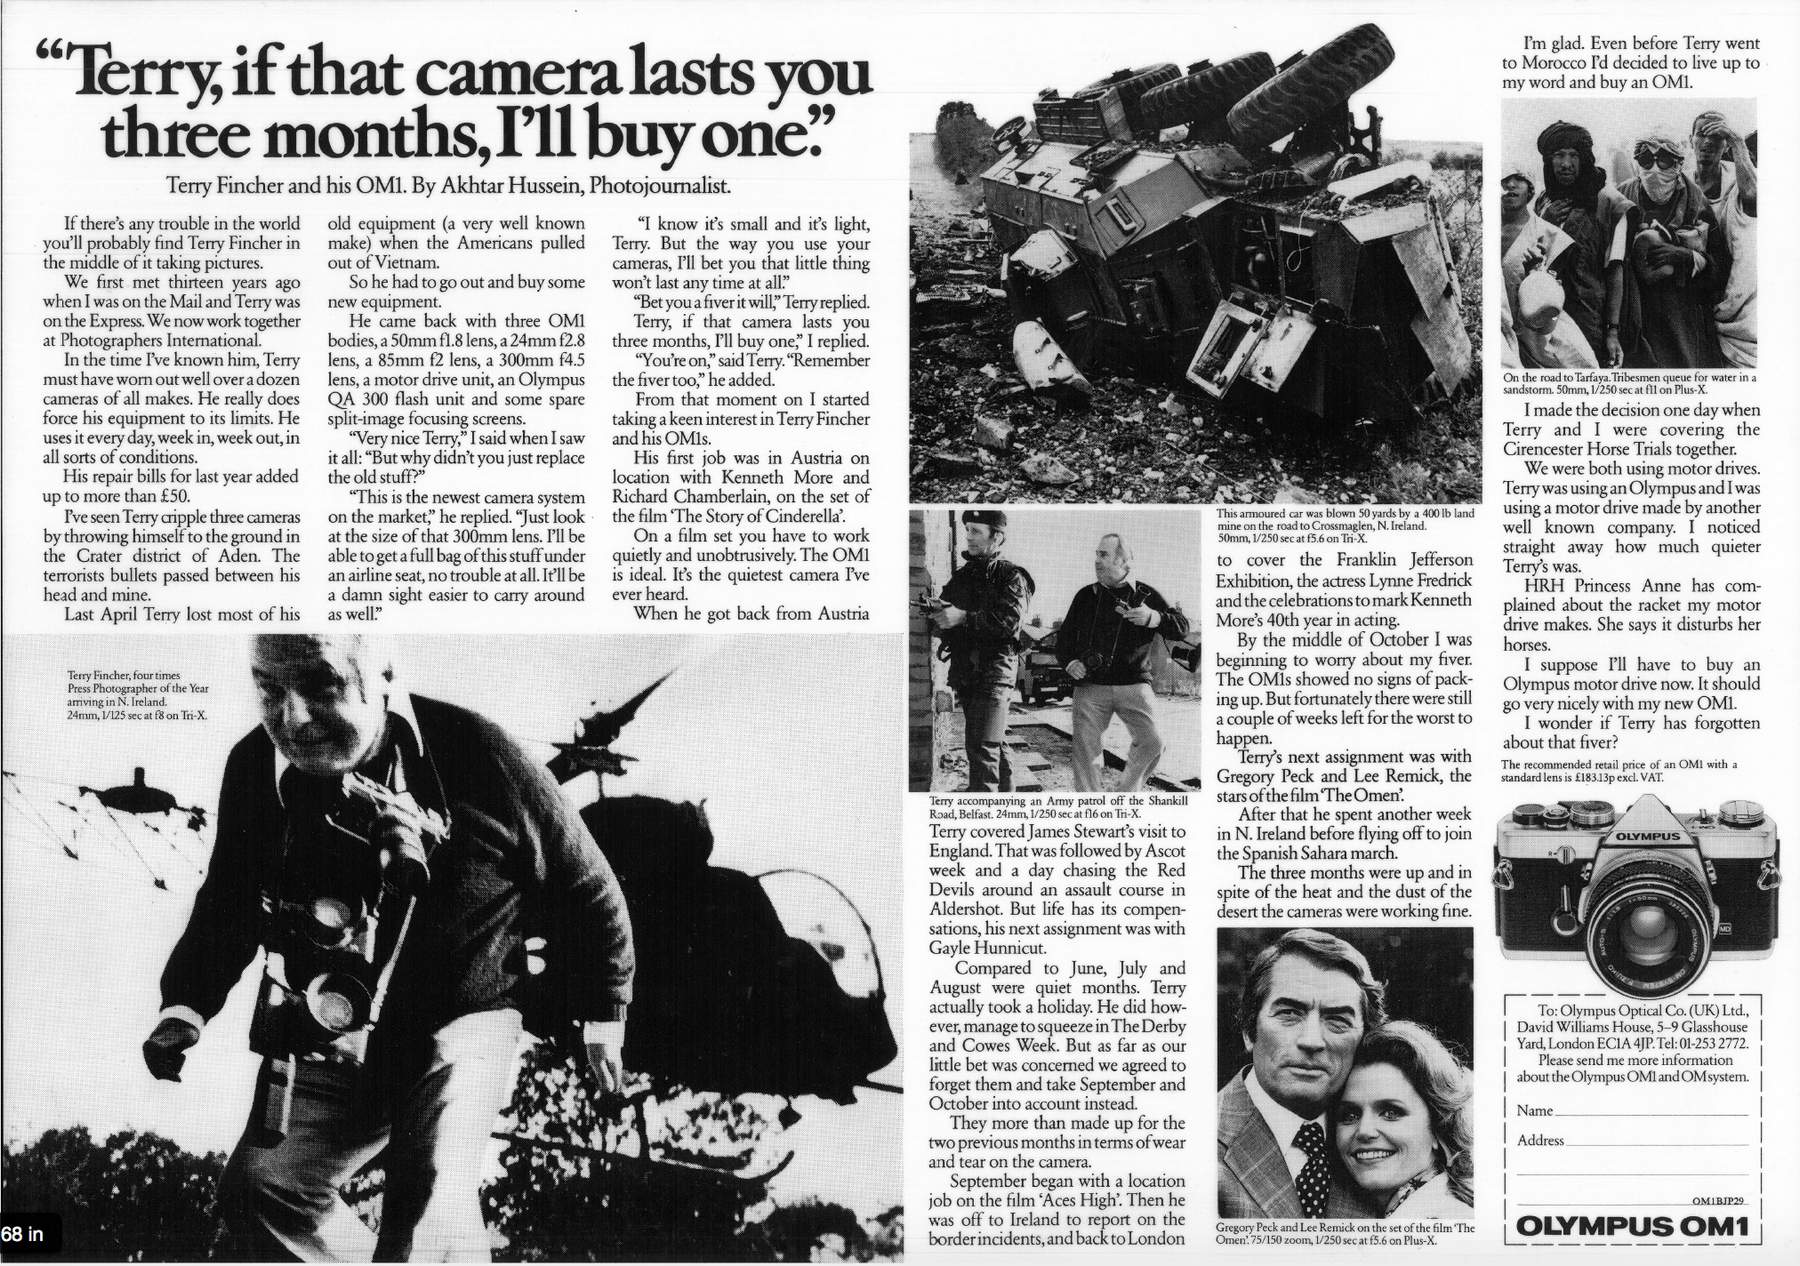 “Terry, if that camera lasts you
three months, I’ll buy one.”
Terry Fincher and his OM1. By Akhtar Hussein, Photojournalist.
If there’s any trouble in the world
you’ll probably find Terry Fincher in
the middle of it taking pictures.
We first met thirteen years ago
when I was on the Mail and Terry was
on the Express. We now work together
at Photographers International.
In the time I’ve known him, Terry
must have worn out well over a dozen
cameras of all makes. He really does
force his equipment to its limits. He
uses it every day, week in, week out, in
all sorts of conditions.
His repair bills for last year added
up to more than £50.
I’ve seen Terry cripple three cameras
by throwing himself to the ground in
the Crater district of Aden. The
terrorists bullets passed between his
head and mine.
Last April Terry lost most of his
old equipment (a very well known
make) when the Americans pulled
out of Vietnam.
So he had to go out and buy some
new equipment.
He came back with three OM1
bodies, a 50mm f1.8 lens, a 24mm f2.8
lens, a 85mm f2 lens, a 300mm f4.5
lens, a motor drive unit, an Olympus
QA 300 flash unit and some spare
split-image focusing screens.
“Very nice Terry,” I said when I saw
it all: “But why didn’t you just replace
the old stuff?”
“This is the newest camera system
on the market,” he replied. “Just look
at the size of that 300mm lens. I’ll be
able to get a full bag of this stuff under
an airline seat, no trouble at all. It’ll be
a damn sight easier to carry around
as well.”
“I know it’s small and it’s light,
Terry. But the way you use your
cameras, I’ll bet you that little thing
won’t last any time at all.”
“Bet you a fiver it will,” Terry replied.
Terry, if that camera lasts you
three months, I’ll buy one,” I replied.
“You’re on,” said Terry. “Remember
the fiver too,” he added.
From that moment on I started
taking a keen interest in Terry Fincher
and his OM1s.
His first job was in Austria on
location with Kenneth More and
Richard Chamberlain, on the set of
the film ‘The Story of Cinderella’.
On a film set you have to work
quietly and unobtrusively. The OM1
is ideal. It’s the quietest camera I’ve
ever heard.
When he got back from Austria
Terry Fincher, four times
Press Photographer of the Year
arriving in N. Ireland.
24mm, 1/125 sec at f8 on Tri-X.
68 in
Terry accompanying an Army patrol off the Shankill
Road, Belfast. 24mm, 1/250 sec at f16 on Tri-X.
Terry covered James Stewart’s visit to
England. That was followed by Ascot
week and a day chasing the Red
Devils around an assault course in
Aldershot. But life has its compen-
sations, his next assignment was with
Gayle Hunnicut.
Compared to June, July and
August were quiet months. Terry
actually took a holiday. He did how-
ever, manage to squeeze in The Derby
and Cowes Week. But as far as our
little bet was concerned we agreed to
forget them and take September and
October into account instead.
They more than made up for the
two previous months in terms of wear
and tear on the camera.
September began with a location
job on the film ‘Aces High’. Then he
was off to Ireland to report on the
border incidents, and back to London
This armoured car was blown 50 yards by a 400 lb land
mine on the road to Crossmaglen, N. Ireland.
50mm, 1/250 sec at f5.6 on Tri-X.
to cover the Franklin Jefferson
Exhibition, the actress Lynne Fredrick
and the celebrations to mark Kenneth
More’s 40th year in acting.
By the middle of October I was
beginning to worry about my fiver.
The OM1s showed no signs of pack-
ing up. But fortunately there were still
a couple of weeks left for the worst to
happen.
Terry’s next assignment was with
Gregory Peck and Lee Remick, the
stars of the film ‘The Omen’.
After that he spent another week
in N. Ireland before flying off to join
the Spanish Sahara march.
The three months were up and in
spite of the heat and the dust of the
desert the cameras were working fine.
Gregory Peck and Lee Remick on the set of the film ‘The
Omen’. 75/150 zoom, 1/250 sec at f5.6 on Plus-X.
I’m glad. Even before Terry went
to Morocco I’d decided to live up to
my word and buy an OM1.
On the road to Tarfaya. Tribesmen queue for water in a
sandstorm. 50mm, 1/250 sec at f11 on Plus-X.
I made the decision one day when
Terry and I were covering the
Cirencester Horse Trials together.
We were both using motor drives.
Terry was using an Olympus and I was
using a motor drive made by another
well known company. I noticed
straight away how much quieter
Terry’s was.
HRH Princess Anne has com-
plained about the racket my motor
drive makes. She says it disturbs her
horses.
I suppose I’ll have to buy an
Olympus motor drive now. It should
go very nicely with my new OM1.
I wonder if Terry has forgotten
about that fiver?
The recommended retail price of an OM1 with a
standard lens is £183.13p excl. VAT.
OLYMPUS
MD
To: Olympus Optical Co. (UK) Ltd.,
David Williams House, 5–9 Glasshouse
Yard, London EC1A 4JP. Tel: 01-253 2772.
Please send me more information
about the Olympus OM1 and OM system.
Name
Address
OM1BJP29
OLYMPUS OM1